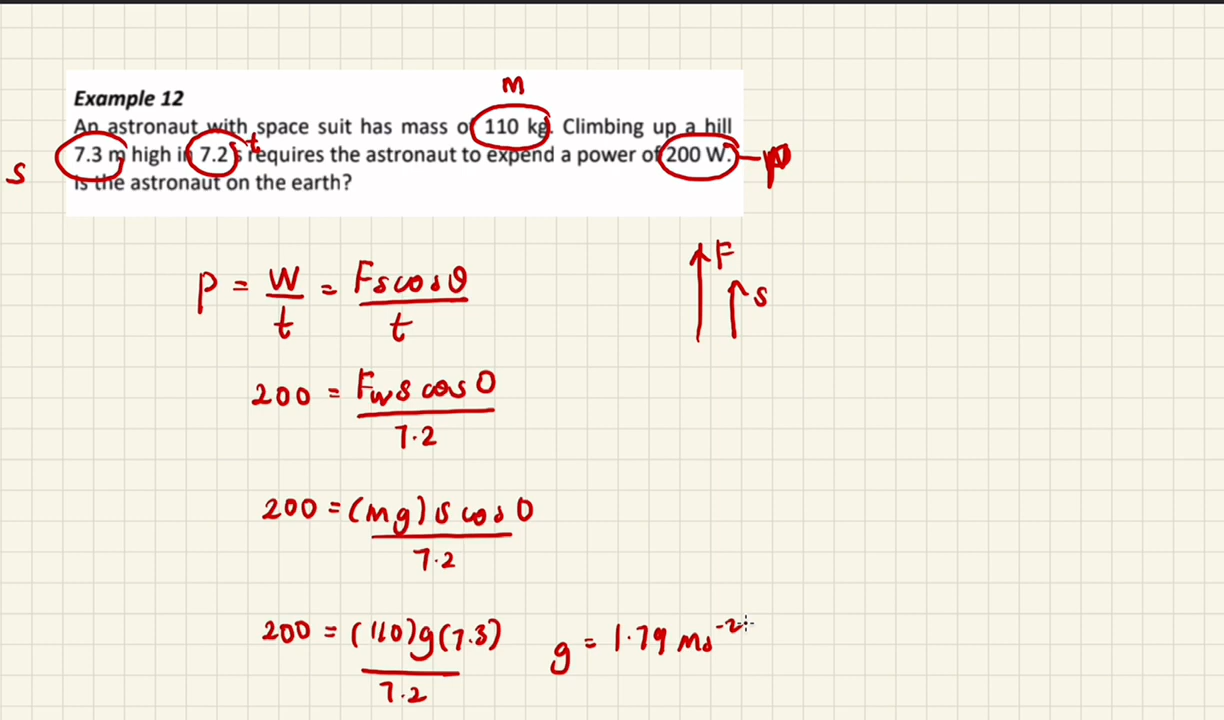 M
Example 12
An astronaut with space suit has mass of 110 kg. Climbing up a hill
7.3 m high in 7.2 s requires the astronaut to expend a power of 200 W.
Is the astronaut on the earth?
s
t
P
P = W/t = Fs cos θ/t
F
s
200 = Fw s cos 0/7.2
200 = (mg) s cos 0/7.2
200 = (110)g(7.3)/7.2
g = 1.79 ms⁻²